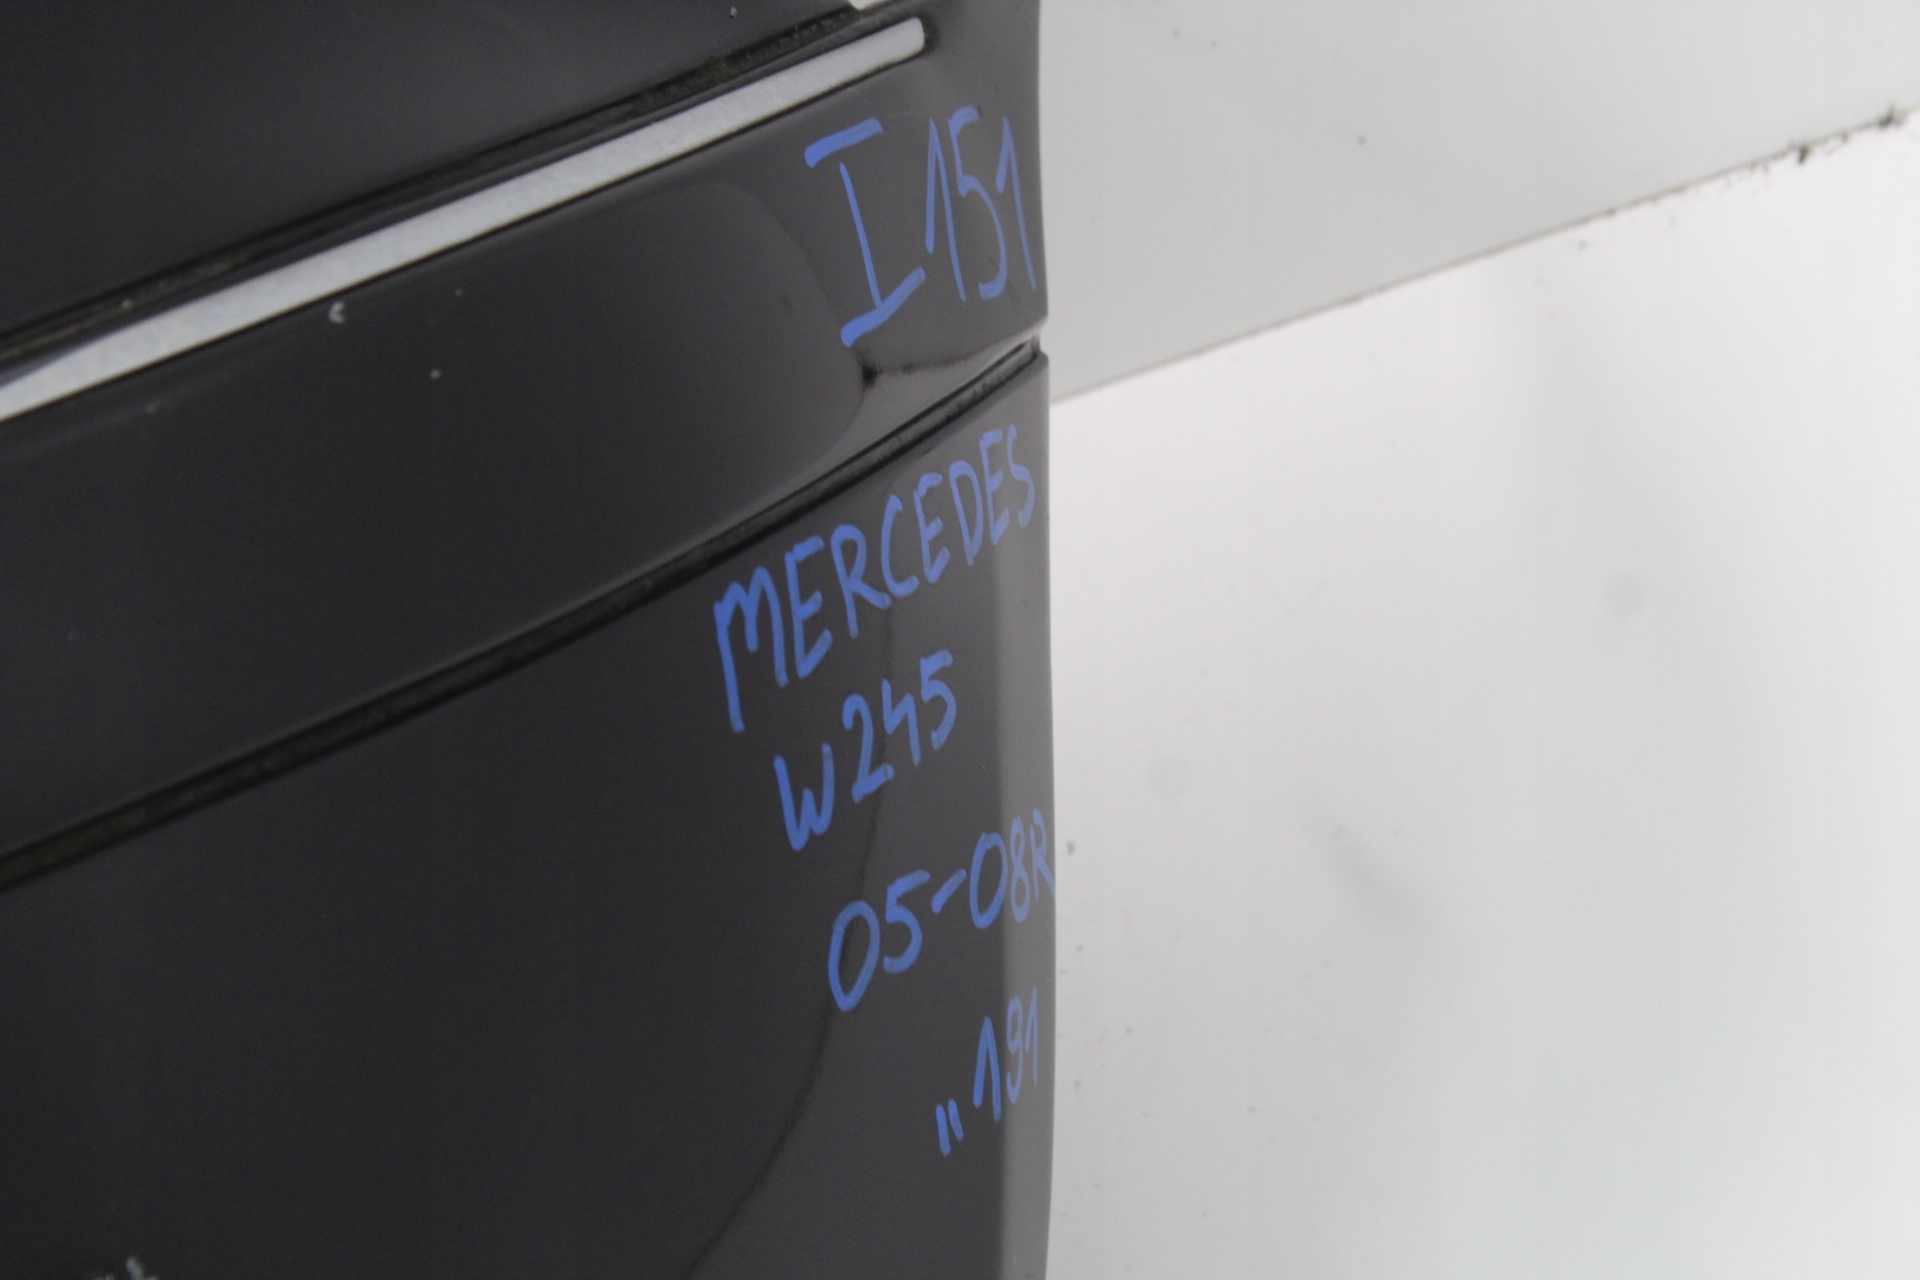 I151
MERCEDES
W245
05-08R
„191